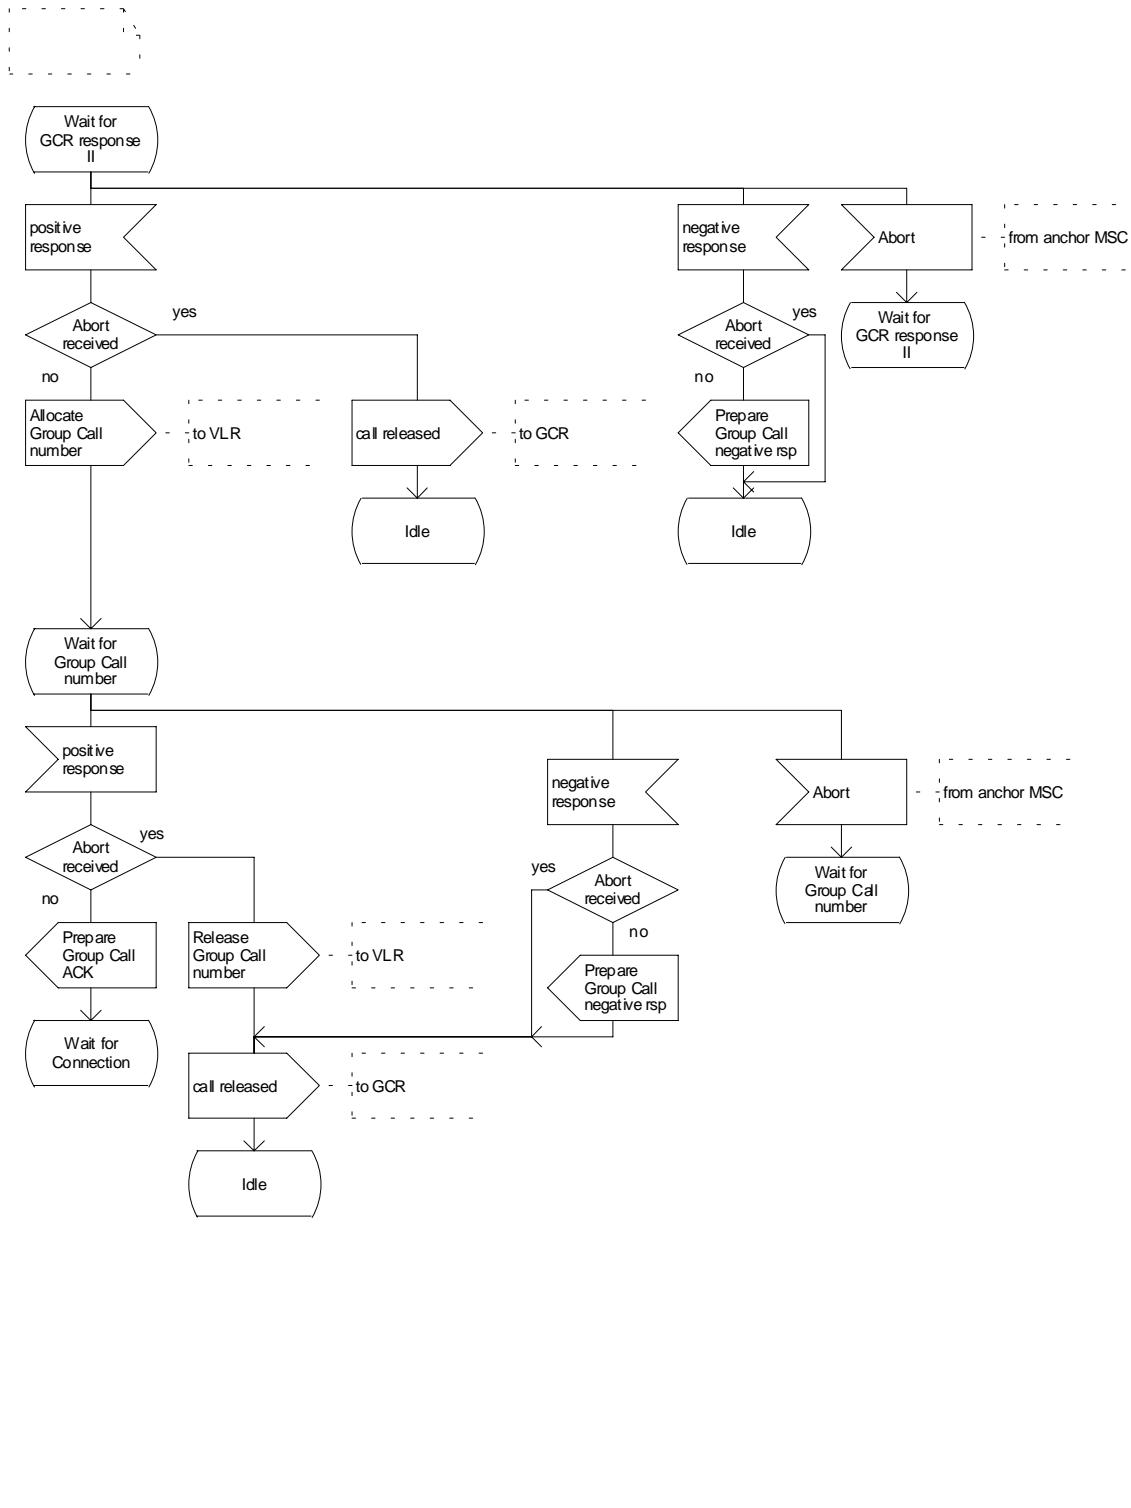 Wait for
GCR response
II
positive
response
negative
response
Abort
from anchor MSC
yes
Abort
received
no
yes
Abort
received
no
Wait for
GCR response
II
Allocate
Group Call
number
to VLR
call released
to GCR
Prepare
Group Call
negative rsp
Idle
Idle
Wait for
Group Call
number
positive
response
negative
response
Abort
from anchor MSC
yes
Abort
received
no
yes
Abort
received
no
Wait for
Group Call
number
Prepare
Group Call
ACK
Release
Group Call
number
to VLR
Prepare
Group Call
negative rsp
Wait for
Connection
call released
to GCR
Idle